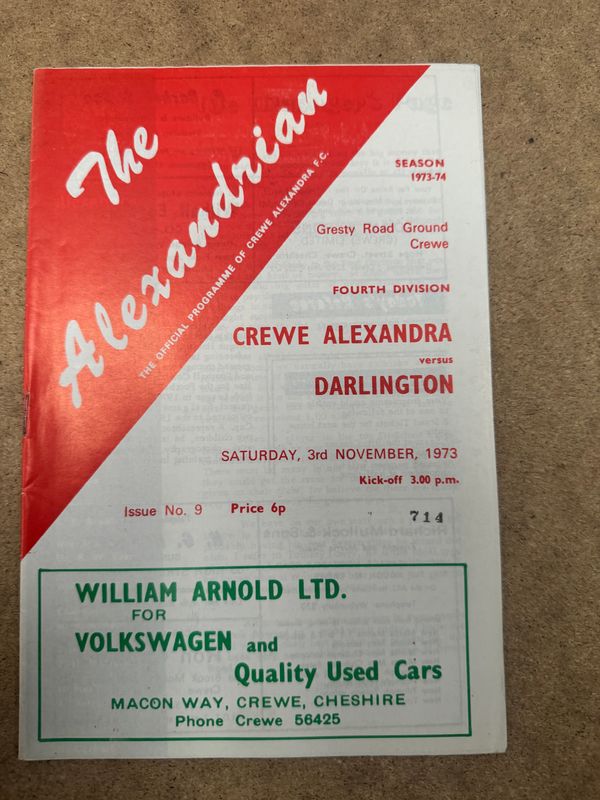 The
Alexandrian
THE OFFICIAL PROGRAMME OF CREWE ALEXANDRA F.C.
SEASON
1973-74
Gresty Road Ground
Crewe
FOURTH DIVISION
CREWE ALEXANDRA
versus
DARLINGTON
SATURDAY, 3rd NOVEMBER, 1973
Kick-off 3.00 p.m.
Issue No. 9 Price 6p
714
WILLIAM ARNOLD LTD.
FOR
VOLKSWAGEN and
Quality Used Cars
MACON WAY, CREWE, CHESHIRE
Phone Crewe 56425